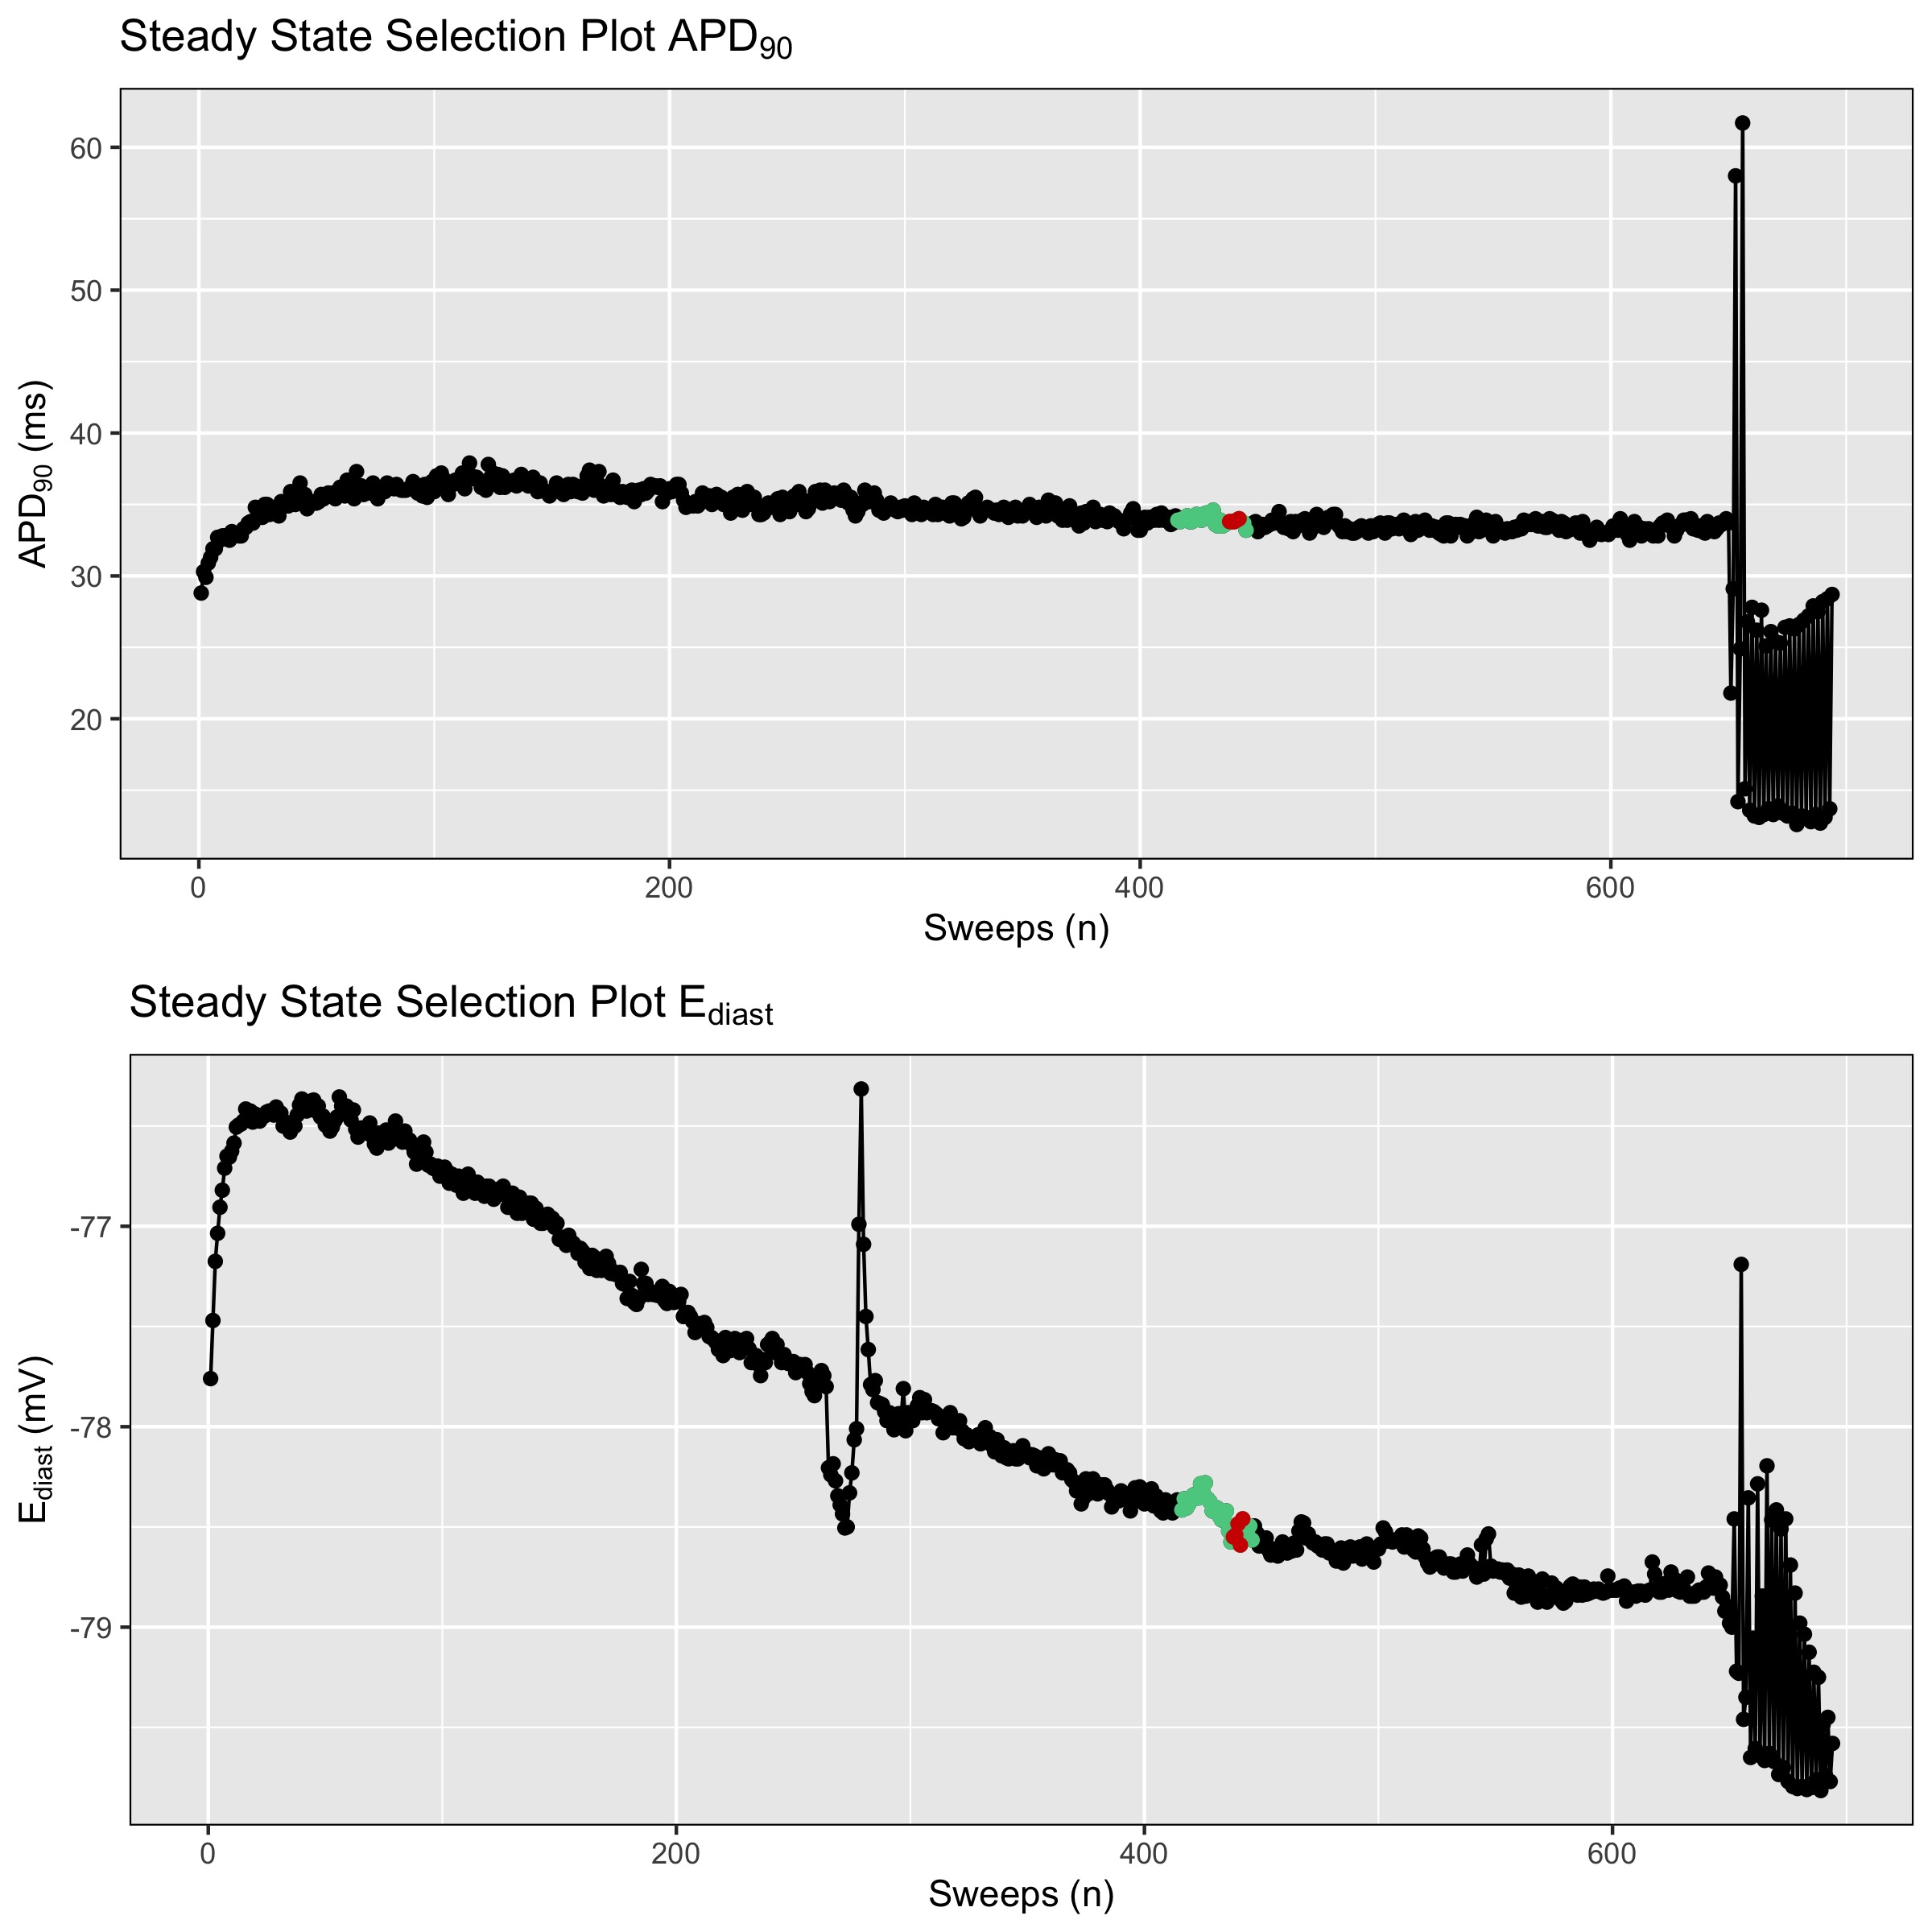 Steady State Selection Plot APD90
60
50
40
30
20
APD90 (ms)
0 200 400 600
Sweeps (n)
Steady State Selection Plot Ediast
-77
-78
-79
Ediast (mV)
0 200 400 600
Sweeps (n)